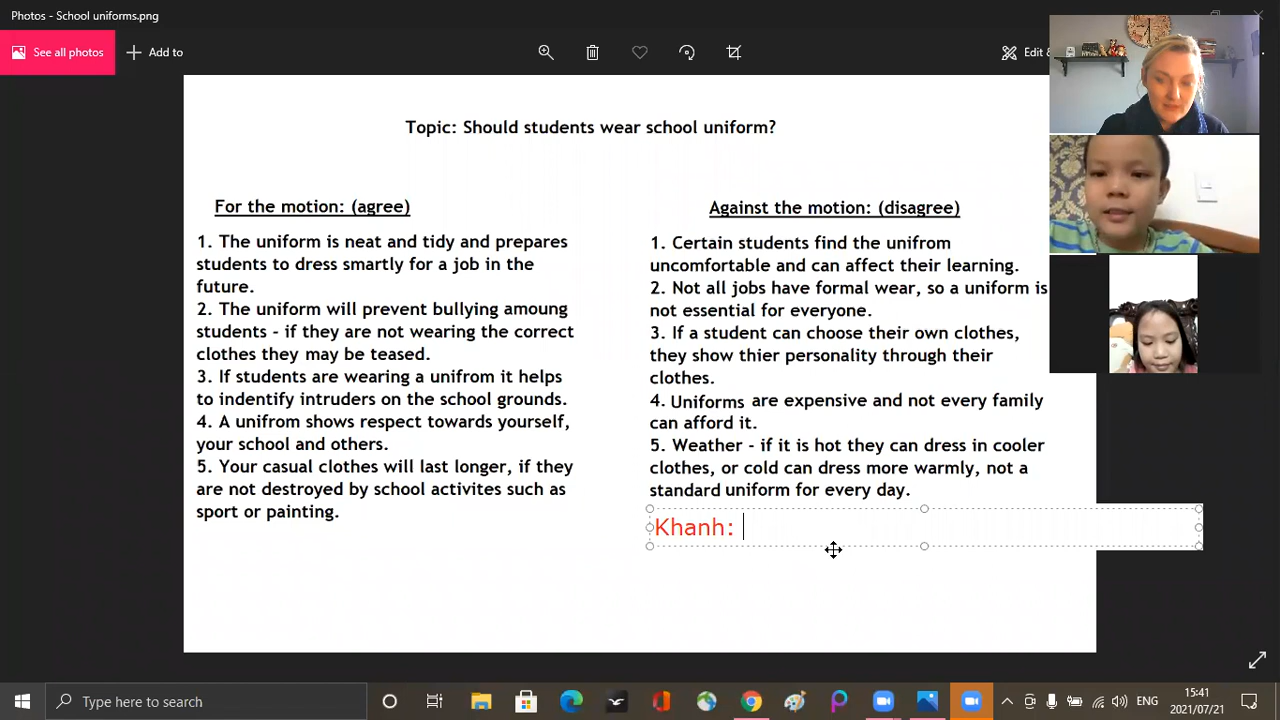 Photos - School uniforms.png
See all photos
Add to
Edit &
Topic: Should students wear school uniform?
For the motion: (agree)
1. The uniform is neat and tidy and prepares
students to dress smartly for a job in the
future.
2. The uniform will prevent bullying amoung
students - if they are not wearing the correct
clothes they may be teased.
3. If students are wearing a unifrom it helps
to indentify intruders on the school grounds.
4. A unifrom shows respect towards yourself,
your school and others.
5. Your casual clothes will last longer, if they
are not destroyed by school activites such as
sport or painting.
Against the motion: (disagree)
1. Certain students find the unifrom
uncomfortable and can affect their learning.
2. Not all jobs have formal wear, so a uniform is
not essential for everyone.
3. If a student can choose their own clothes,
they show thier personality through their
clothes.
4. Uniforms are expensive and not every family
can afford it.
5. Weather - if it is hot they can dress in cooler
clothes, or cold can dress more warmly, not a
standard uniform for every day.
Khanh:
Type here to search
ENG
15:41
2021/07/21